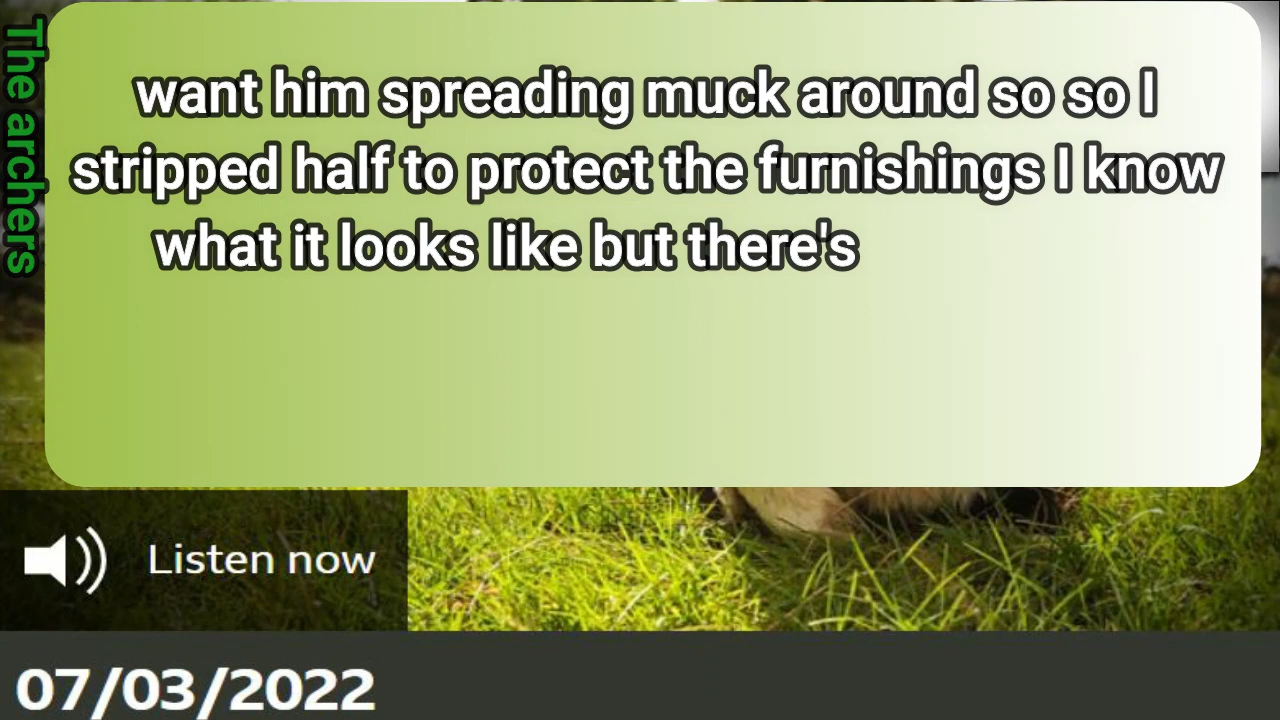 The archers
want him spreading muck around so so I
stripped half to protect the furnishings I know
what it looks like but there's
Listen now
07/03/2022